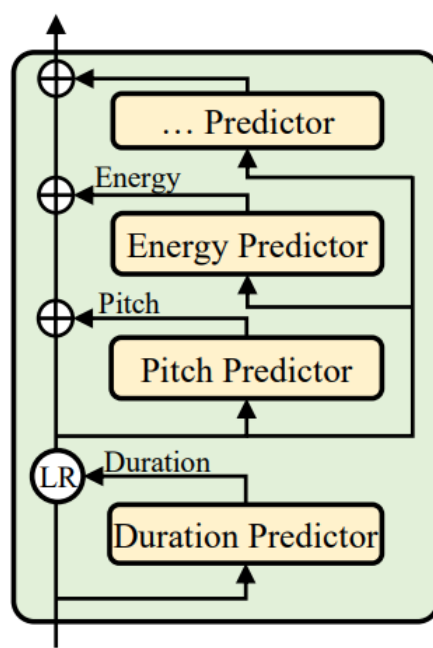 … Predictor
Energy
Energy Predictor
Pitch
Pitch Predictor
LR
Duration
Duration Predictor